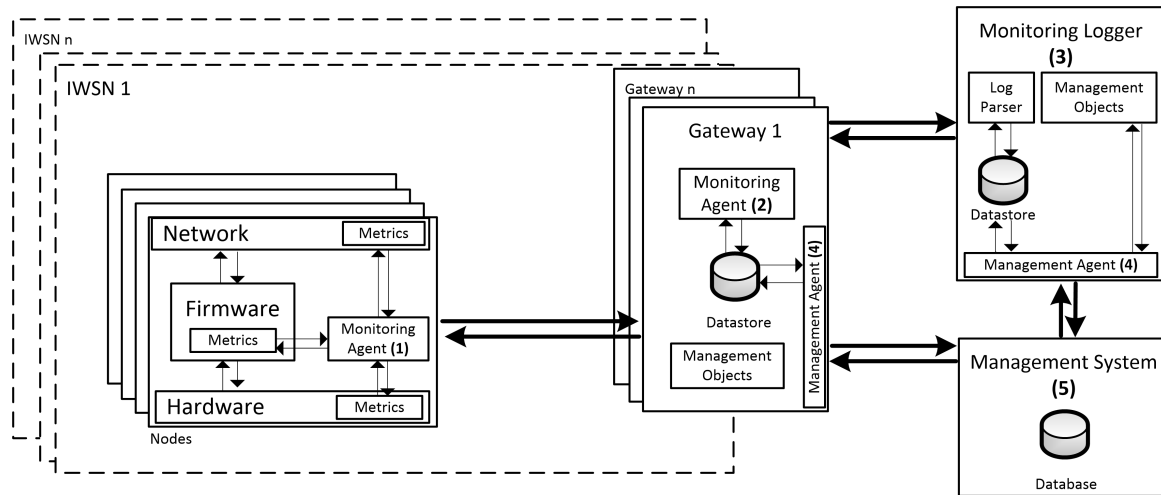 IWSN n
IWSN 1
Gateway n
Gateway 1
Monitoring
Agent (2)
Datastore
Management Agent (4)
Management
Objects
Network
Metrics
Firmware
Metrics
Monitoring
Agent (1)
Hardware
Metrics
Nodes
Monitoring Logger
(3)
Log
Parser
Management
Objects
Datastore
Management Agent (4)
Management System
(5)
Database